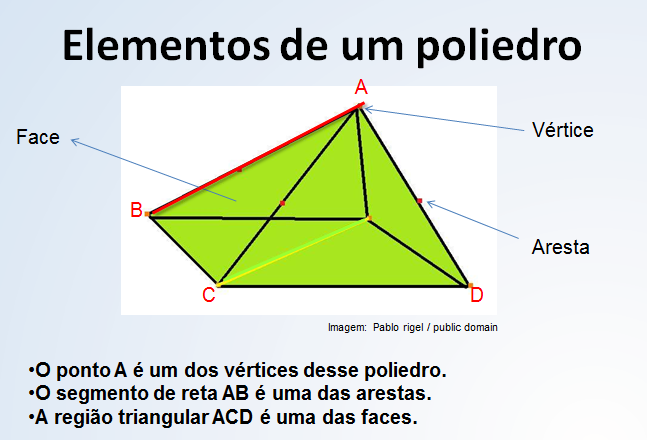 Elementos de um poliedro
A
Face
Vértice
B
Aresta
C
D
Imagem: Pablo rigel / public domain
•O ponto A é um dos vértices desse poliedro.
•O segmento de reta AB é uma das arestas.
•A região triangular ACD é uma das faces.